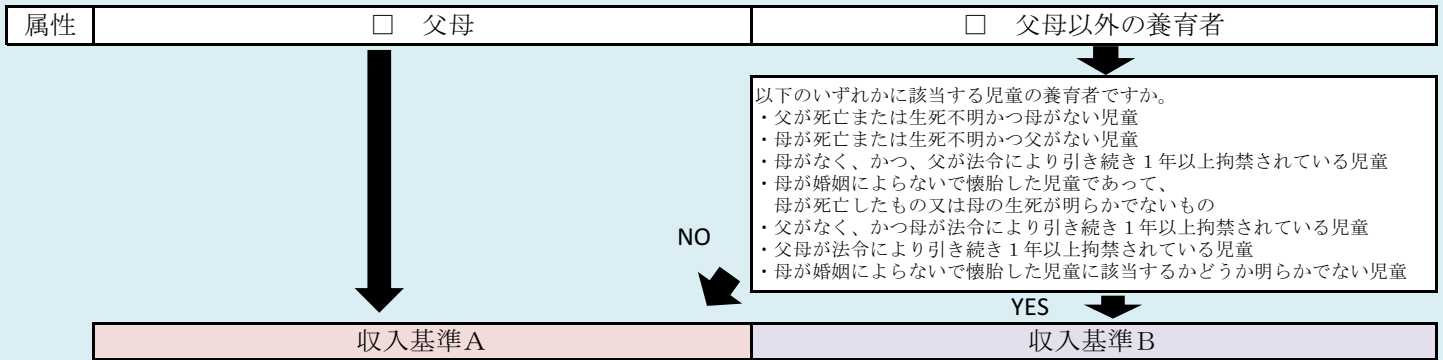 属性 □ 父母 □ 父母以外の養育者
以下のいずれかに該当する児童の養育者ですか。
・父が死亡または生死不明かつ母がない児童
・母が死亡または生死不明かつ父がない児童
・母がなく、かつ、父が法令により引き続き１年以上拘禁されている児童
・母が婚姻によらないで懐胎した児童であって、
母が死亡したもの又は母の生死が明らかでないもの
・父がなく、かつ母が法令により引き続き１年以上拘禁されている児童
・父母が法令により引き続き１年以上拘禁されている児童
・母が婚姻によらないで懐胎した児童に該当するかどうか明らかでない児童
NO
YES
収入基準Ａ 収入基準Ｂ